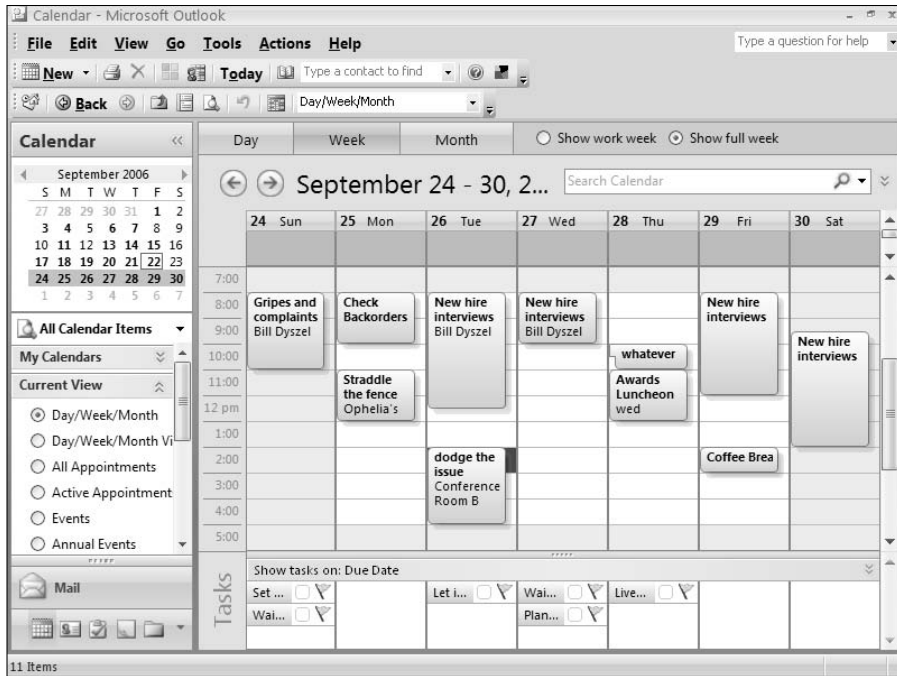 Calendar - Microsoft Outlook
File Edit View Go Tools Actions Help
Type a question for help
New Today Type a contact to find
Back Day/Week/Month
Calendar
September 2006
S M T W T F S
27 28 29 30 31 1 2
3 4 5 6 7 8 9
10 11 12 13 14 15 16
17 18 19 20 21 22 23
24 25 26 27 28 29 30
1 2 3 4 5 6 7
All Calendar Items
My Calendars
Current View
Day/Week/Month
Day/Week/Month Vi
All Appointments
Active Appointment
Events
Annual Events
Mail
Day Week Month Show work week Show full week
September 24 - 30, 2...
Search Calendar
24 Sun 25 Mon 26 Tue 27 Wed 28 Thu 29 Fri 30 Sat
7:00
8:00
9:00
10:00
11:00
12 pm
1:00
2:00
3:00
4:00
5:00
Gripes and
complaints
Bill Dyszel
Check
Backorders
Straddle
the fence
Ophelia's
New hire
interviews
Bill Dyszel
dodge the
issue
Conference
Room B
New hire
interviews
Bill Dyszel
whatever
Awards
Luncheon
wed
New hire
interviews
Coffee Brea
New hire
interviews
Tasks
Show tasks on: Due Date
Set ... Let i... Wai... Live...
Wai... Plan...
11 Items